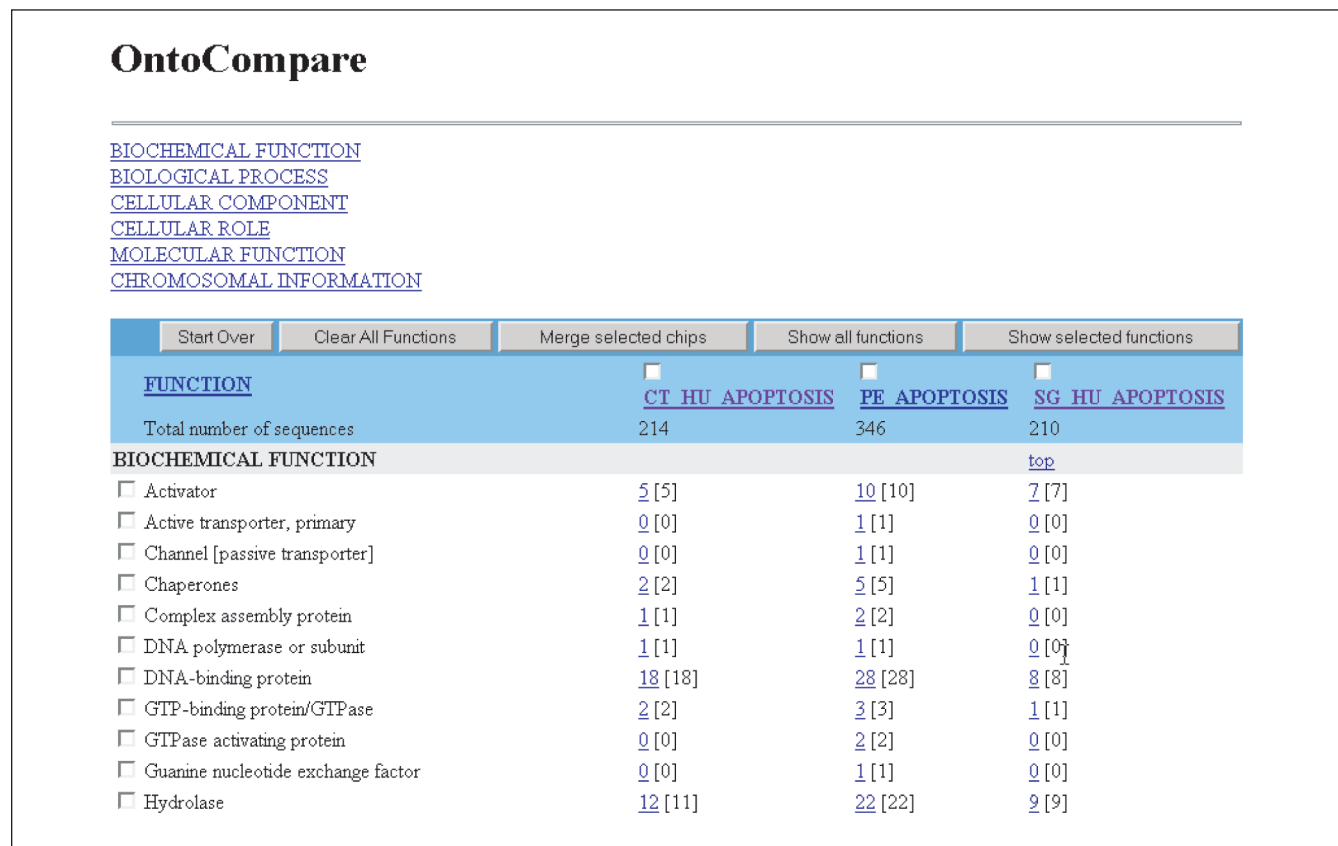 OntoCompare
BIOCHEMICAL FUNCTION
BIOLOGICAL PROCESS
CELLULAR COMPONENT
CELLULAR ROLE
MOLECULAR FUNCTION
CHROMOSOMAL INFORMATION
Start Over Clear All Functions Merge selected chips Show all functions Show selected functions
FUNCTION CT_HU_APOPTOSIS PE_APOPTOSIS SG_HU_APOPTOSIS
Total number of sequences 214 346 210
BIOCHEMICAL FUNCTION top
Activator 5 [5] 10 [10] 7 [7]
Active transporter, primary 0 [0] 1 [1] 0 [0]
Channel [passive transporter] 0 [0] 1 [1] 0 [0]
Chaperones 2 [2] 5 [5] 1 [1]
Complex assembly protein 1 [1] 2 [2] 0 [0]
DNA polymerase or subunit 1 [1] 1 [1] 0 [0]
DNA-binding protein 18 [18] 28 [28] 8 [8]
GTP-binding protein/GTPase 2 [2] 3 [3] 1 [1]
GTPase activating protein 0 [0] 2 [2] 0 [0]
Guanine nucleotide exchange factor 0 [0] 1 [1] 0 [0]
Hydrolase 12 [11] 22 [22] 9 [9]